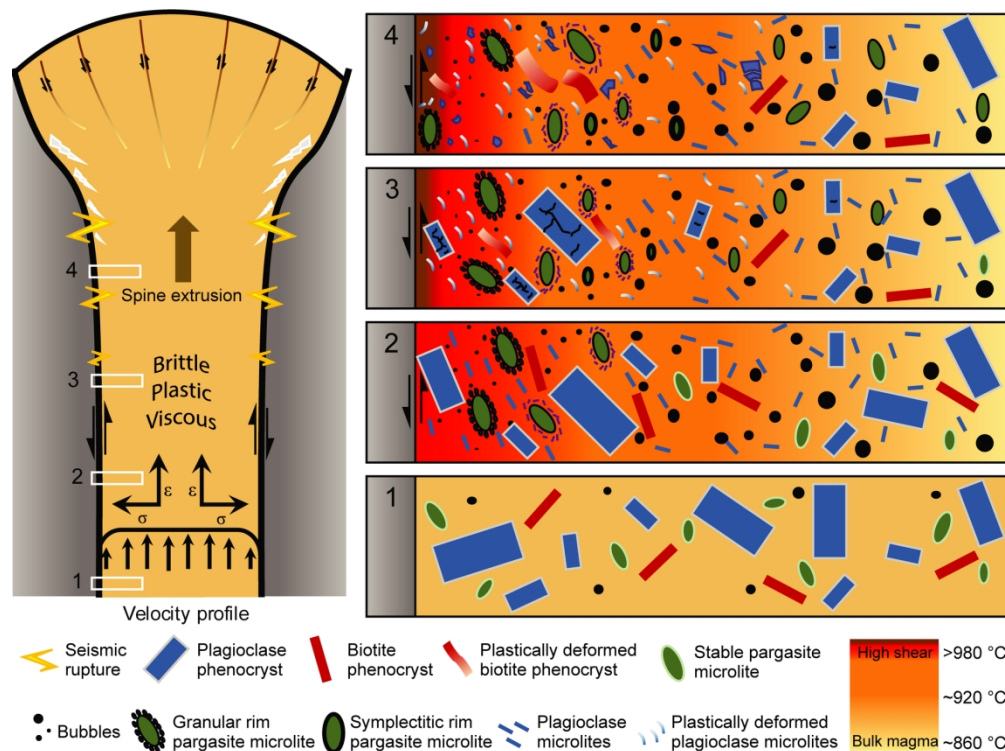 4
3
2
1
Spine extrusion
Brittle
Plastic
Viscous
ε
ε
σ
σ
Velocity profile
4
3
2
1
Seismic
rupture
Plagioclase
phenocryst
Biotite
phenocryst
Plastically deformed
biotite phenocryst
Stable pargasite
microlite
Bubbles
Granular rim
pargasite microlite
Symplectitic rim
pargasite microlite
Plagioclase
microlites
Plastically deformed
plagioclase microlites
High shear
Bulk magma
>980 °C
~920 °C
~860 °C